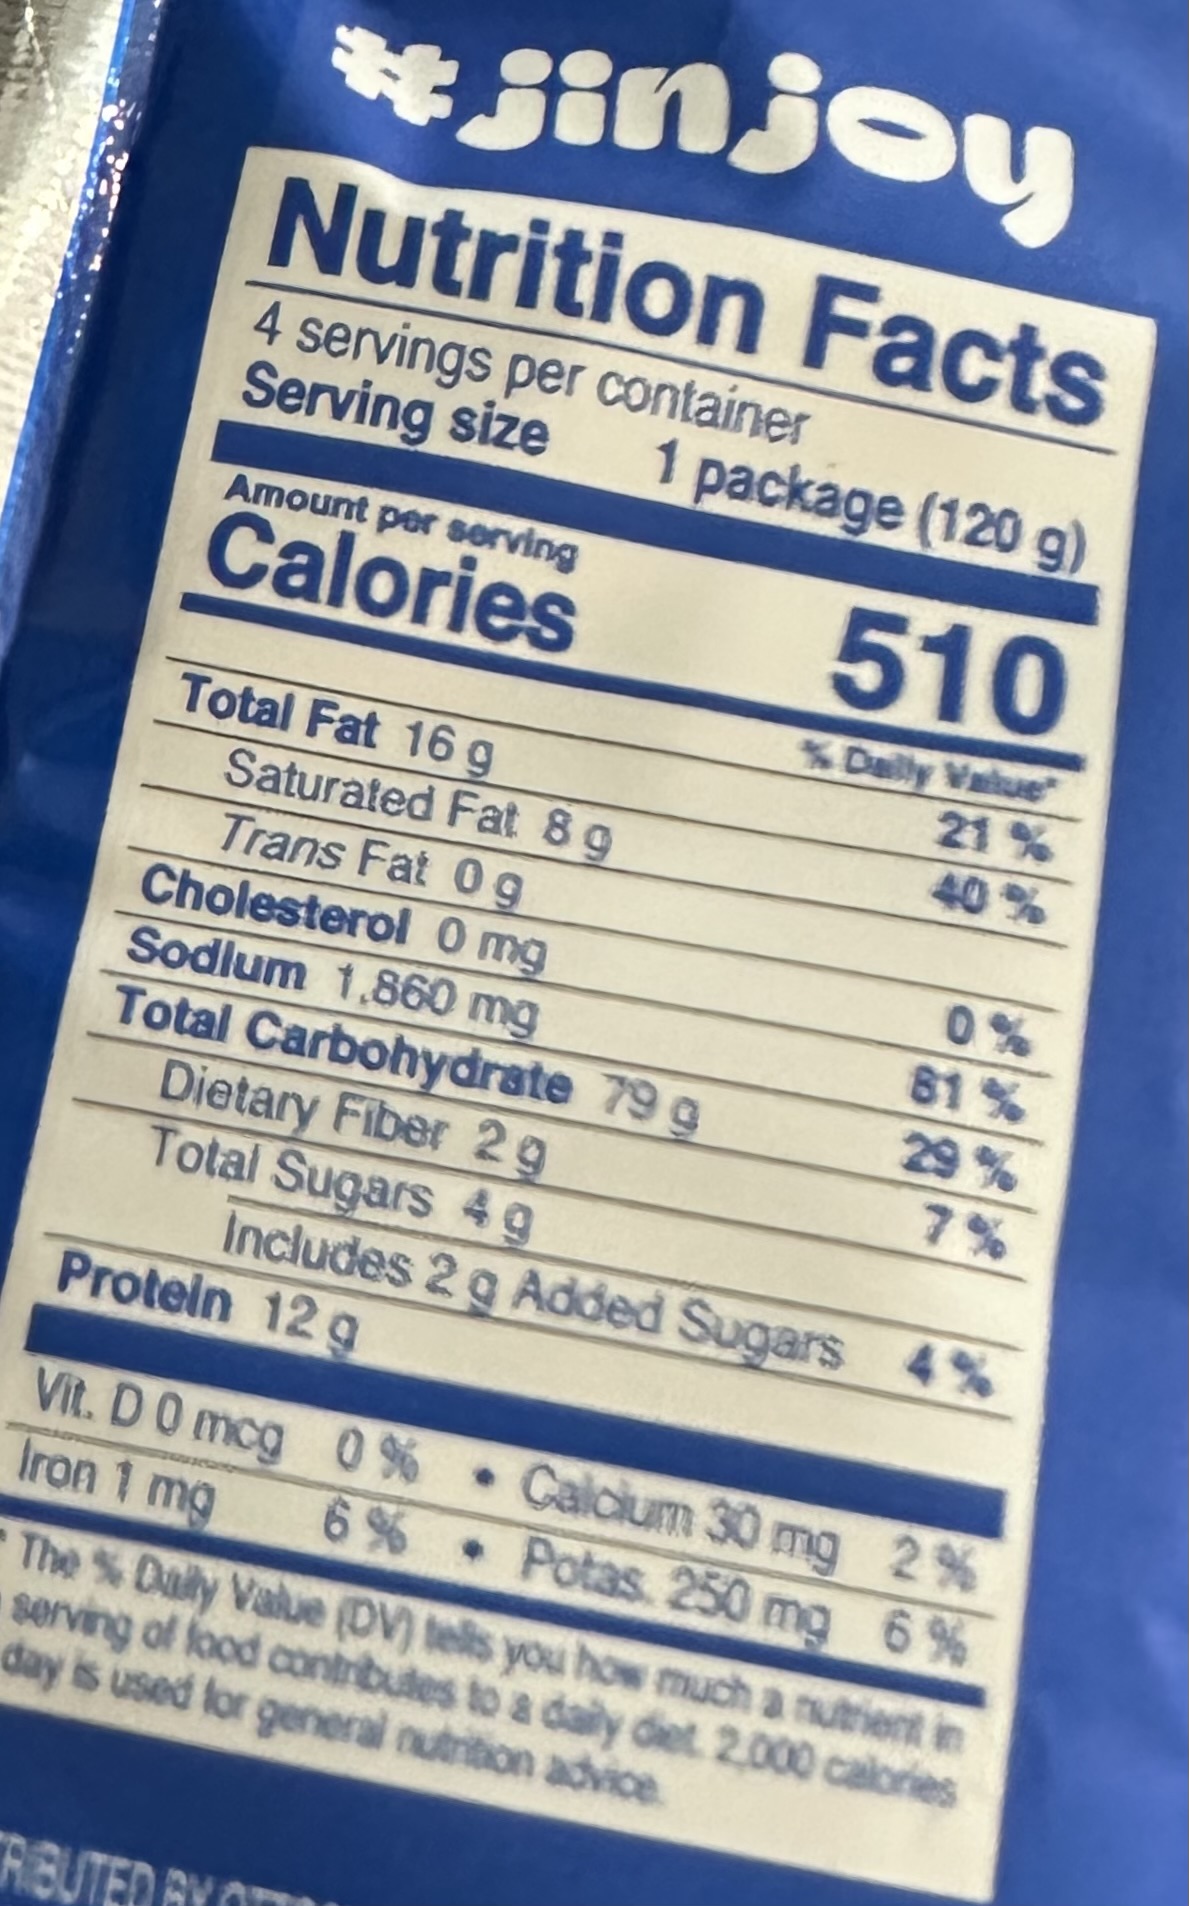 #jinjoy
Nutrition Facts
4 servings per container
Serving size 1 package (120 g)
Amount per serving
Calories 510
% Daily Value*
Total Fat 16 g 21 %
Saturated Fat 8 g 40 %
Trans Fat 0 g
Cholesterol 0 mg 0 %
Sodium 1,860 mg 81 %
Total Carbohydrate 79 g 29 %
Dietary Fiber 2 g 7 %
Total Sugars 4 g
Includes 2 g Added Sugars 4 %
Protein 12 g
Vit. D 0 mcg 0 % • Calcium 30 mg 2 %
Iron 1 mg 6 % • Potas. 250 mg 6 %
* The % Daily Value (DV) tells you how much a nutrient in
serving of food contributes to a daily diet. 2,000 calories
day is used for general nutrition advice.
TRIBUTED BY